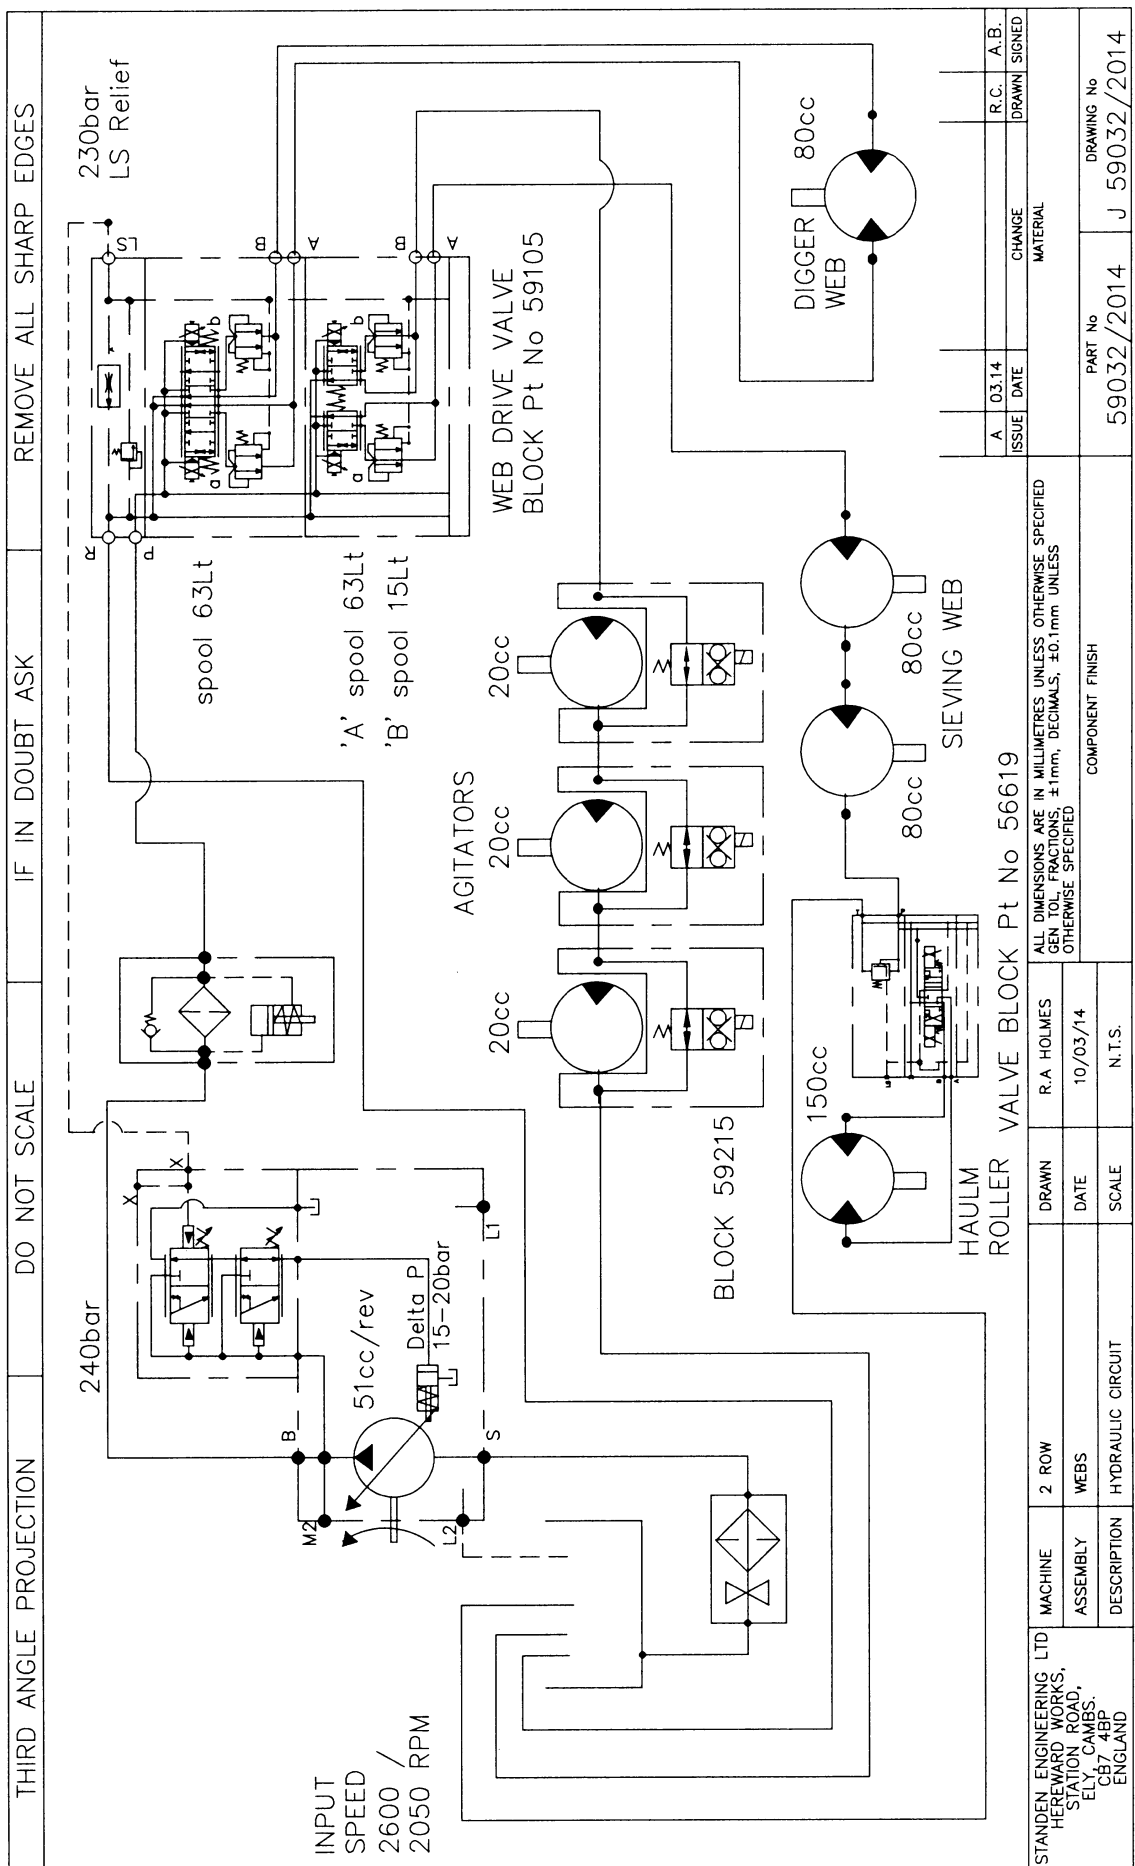 THIRD ANGLE PROJECTION
DO NOT SCALE
IF IN DOUBT ASK
REMOVE ALL SHARP EDGES
240bar
230bar
LS Relief
X
X
LS
R
P
B
A
B
A
a
b
a
b
spool 63Lt
'A' spool 63Lt
'B' spool 15Lt
WEB DRIVE VALVE
BLOCK Pt No 59105
B
M2
S
L2
L1
51cc/rev
Delta P
15-20bar
INPUT
SPEED
2600 /
2050 RPM
AGITATORS
20cc
20cc
20cc
BLOCK 59215
DIGGER
WEB
80cc
150cc
HAULM
ROLLER
VALVE BLOCK Pt No 56619
80cc
80cc
SIEVING WEB
T
P
LS
B
A
STANDEN ENGINEERING LTD
HEREWARD WORKS,
STATION ROAD,
ELY, CAMBS.
CB7 4BP
ENGLAND
MACHINE
2 ROW
ASSEMBLY
WEBS
DESCRIPTION
HYDRAULIC CIRCUIT
DRAWN
R.A HOLMES
DATE
10/03/14
SCALE
N.T.S.
ALL DIMENSIONS ARE IN MILLIMETRES UNLESS OTHERWISE SPECIFIED
GEN TOL, FRACTIONS, ±1mm, DECIMALS, ±0.1mm UNLESS
OTHERWISE SPECIFIED
COMPONENT FINISH
A
03.14
R.C.
A.B.
ISSUE
DATE
CHANGE
DRAWN
SIGNED
MATERIAL
PART No
59032/2014
DRAWING No
J 59032/2014